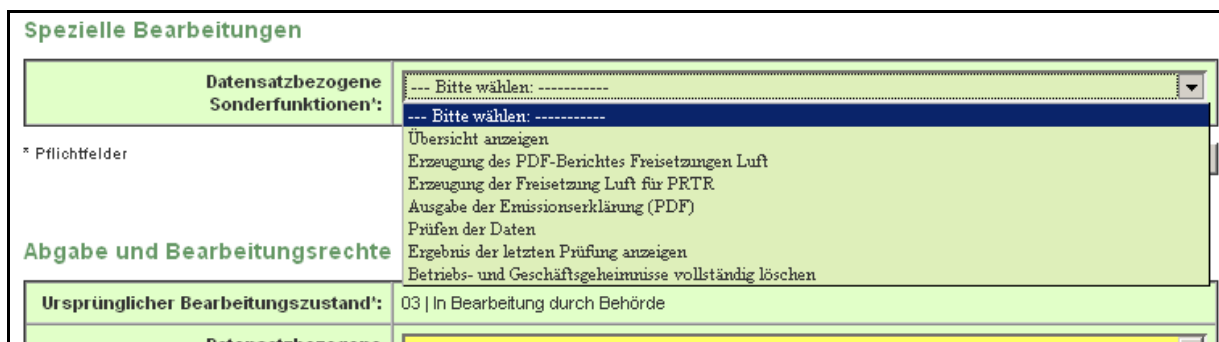 Spezielle Bearbeitungen
Datensatzbezogene
Sonderfunktionen*:
--- Bitte wählen: -----------
--- Bitte wählen: -----------
Übersicht anzeigen
Erzeugung des PDF-Berichtes Freisetzungen Luft
* Pflichtfelder
Erzeugung der Freisetzung Luft für PRTR
Ausgabe der Emissionserklärung (PDF)
Prüfen der Daten
Abgabe und Bearbeitungsrechte
Ergebnis der letzten Prüfung anzeigen
Betriebs- und Geschäftsgeheimnisse vollständig löschen
Ursprünglicher Bearbeitungszustand*: 03 | In Bearbeitung durch Behörde